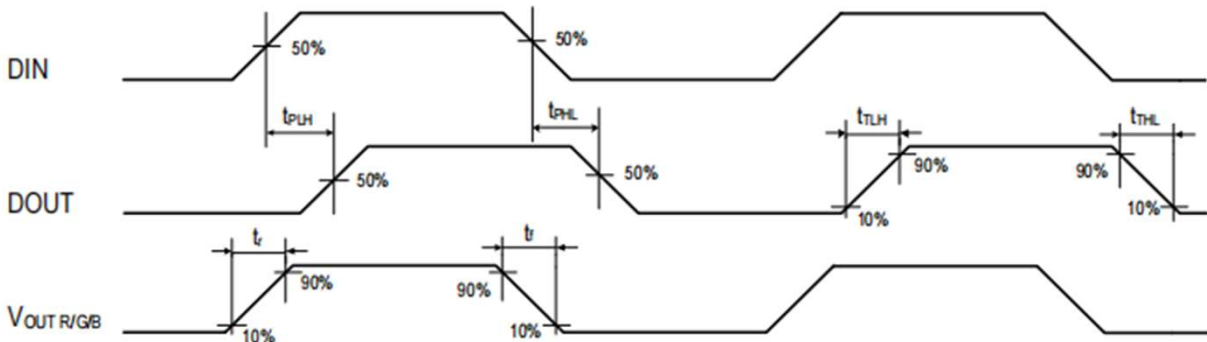 DIN
50%
50%
tPLH
tPHL
tTLH
tTHL
DOUT
50%
50%
90%
90%
10%
10%
tr
tf
VOUT R/G/B
90%
90%
10%
10%